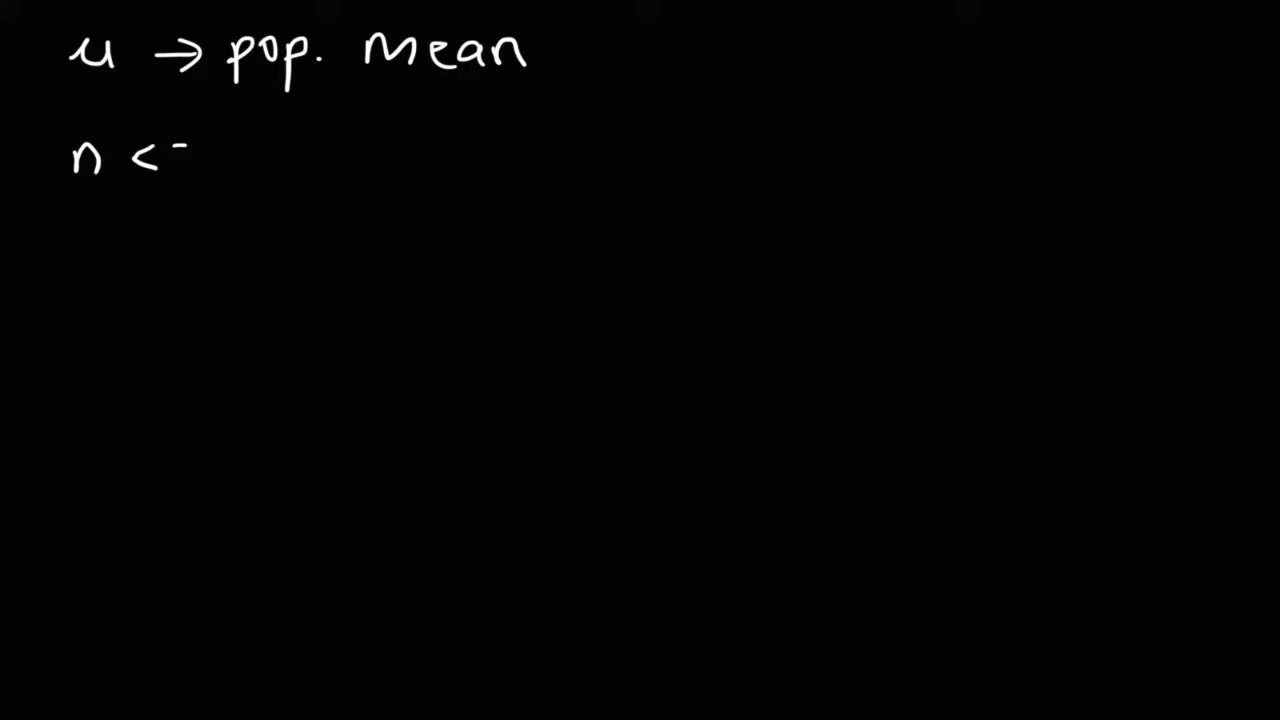 μ → pop. Mean
n <